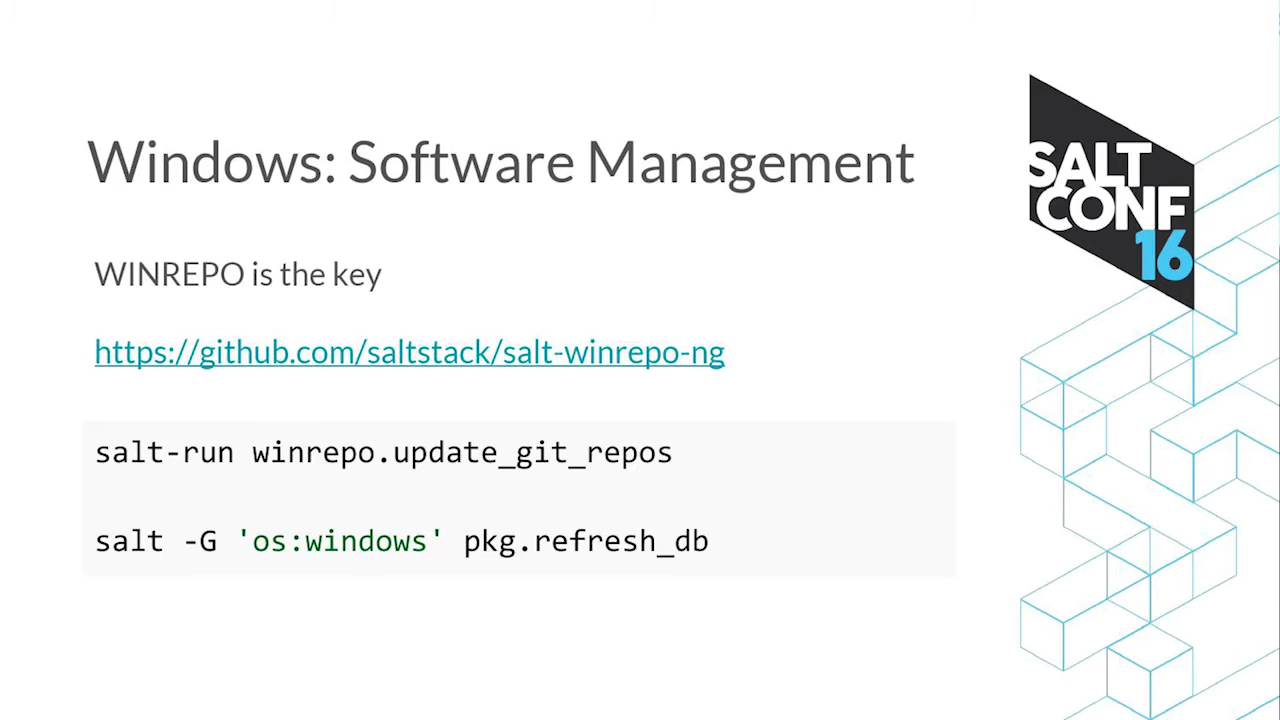 Windows: Software Management
WINREPO is the key
https://github.com/saltstack/salt-winrepo-ng
salt-run winrepo.update_git_repos
salt -G 'os:windows' pkg.refresh_db
SALT
CONF
16